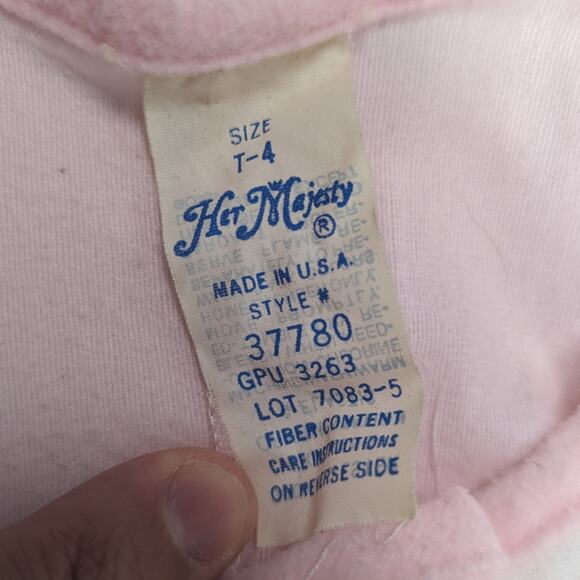 SIZE
T-4
Her Majesty
®
MADE IN U.S.A.
STYLE #
37780
GPU 3263
LOT 7083-5
FIBER CONTENT
CARE INSTRUCTIONS
ON REVERSE SIDE